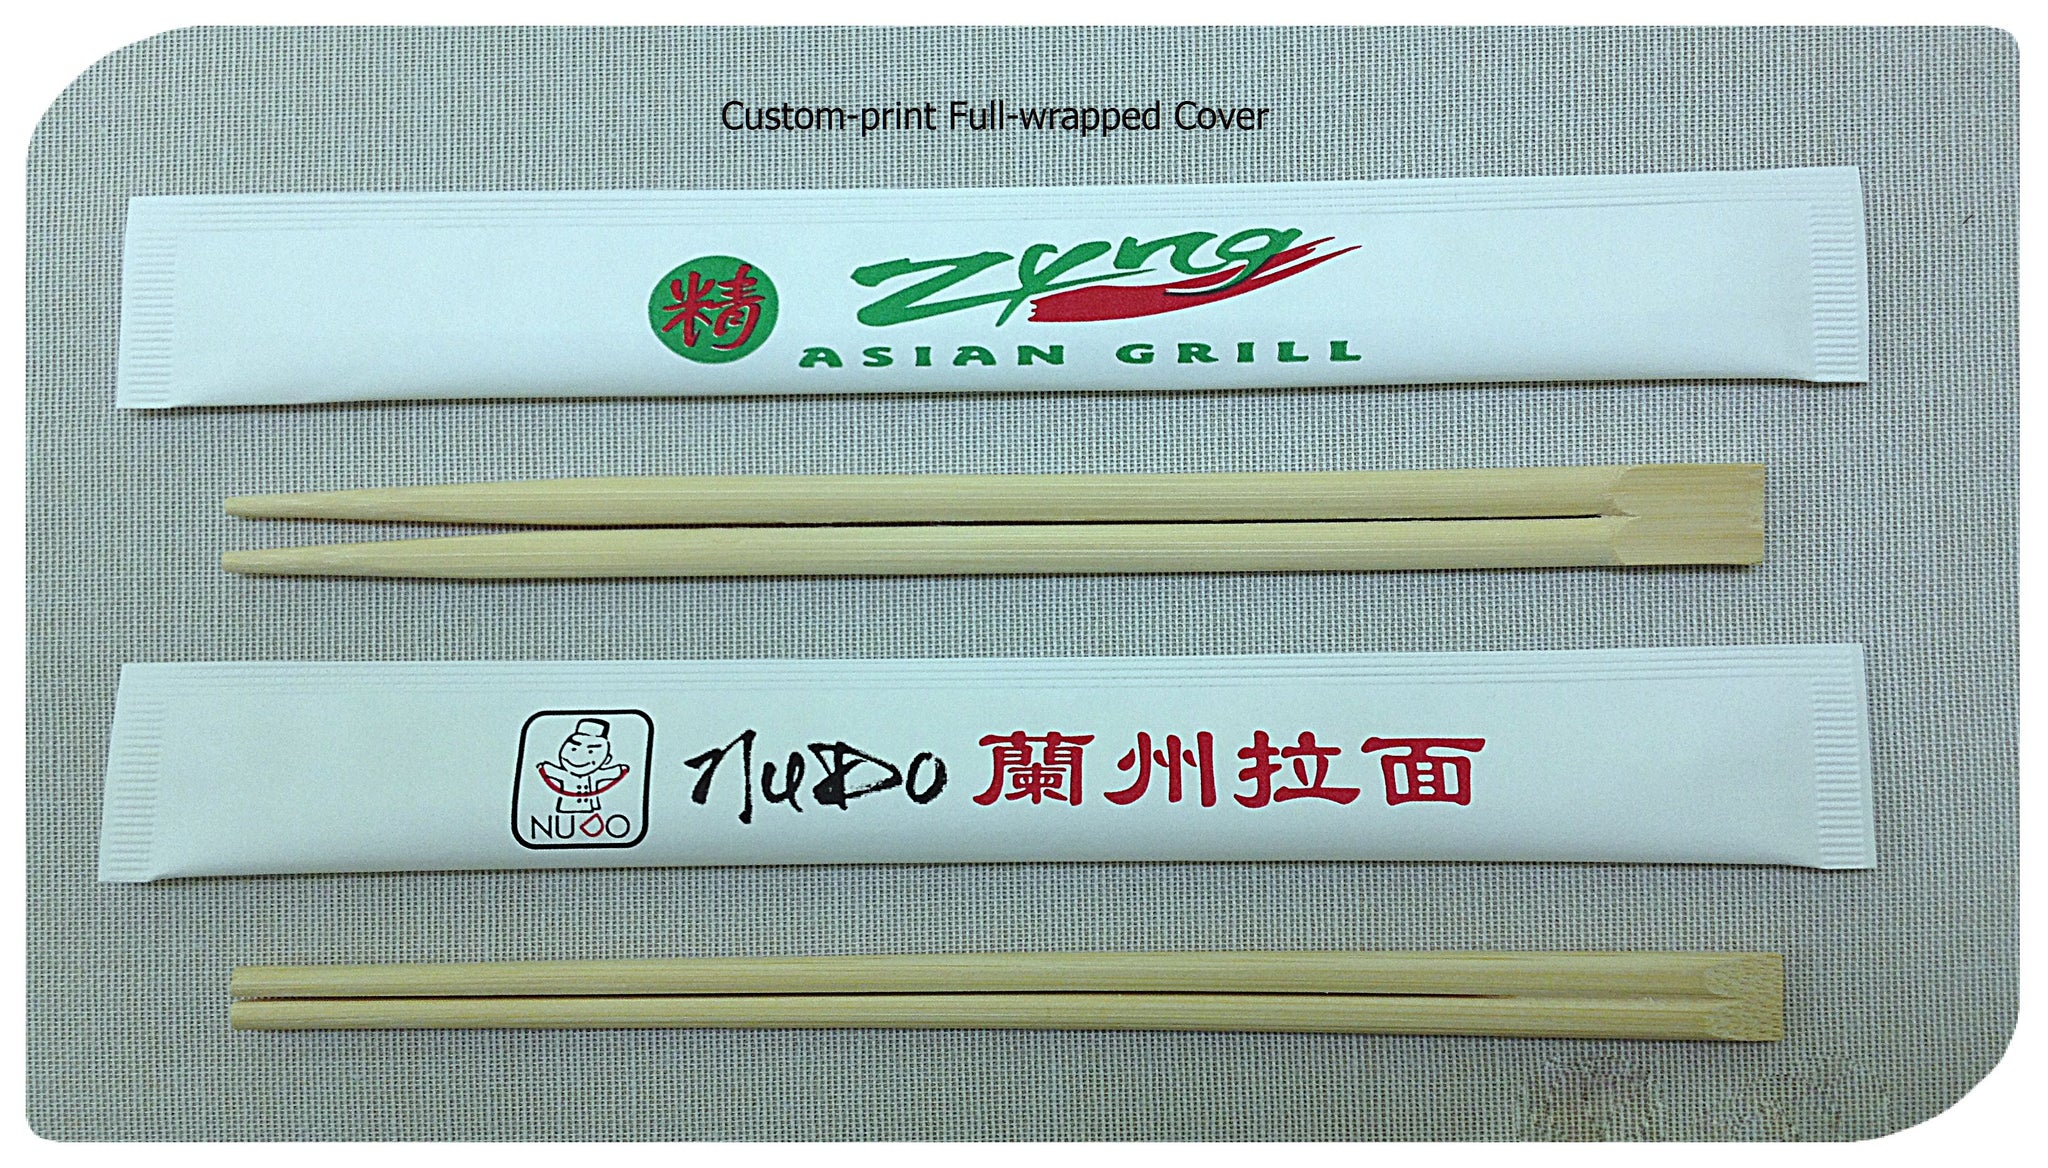 Custom-print Full-wrapped Cover
精 Zyng
ASIAN GRILL
NUDO
NUDO 蘭州拉面